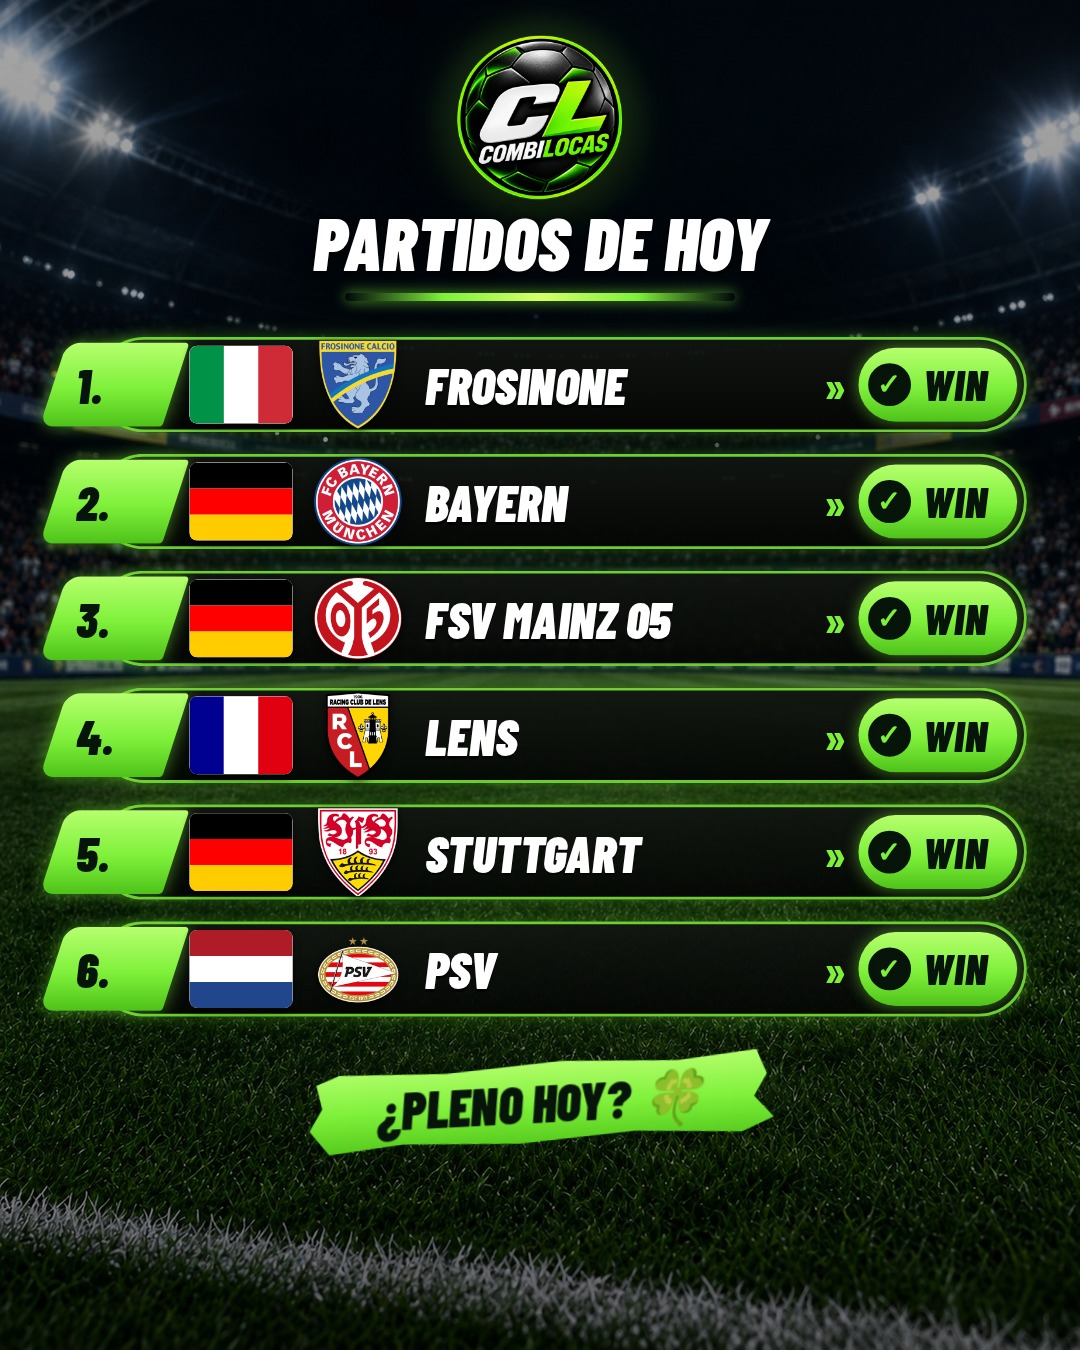 CL
COMBILOCAS
PARTIDOS DE HOY
1. FROSINONE CALCIO FROSINONE » ✓ WIN
2. FC BAYERN MÜNCHEN BAYERN » ✓ WIN
3. 05 FSV MAINZ 05 » ✓ WIN
4. 1906 RACING CLUB DE LENS RCL LENS » ✓ WIN
5. VfB 18 93 STUTTGART » ✓ WIN
6. PSV PSV » ✓ WIN
¿PLENO HOY? 🍀